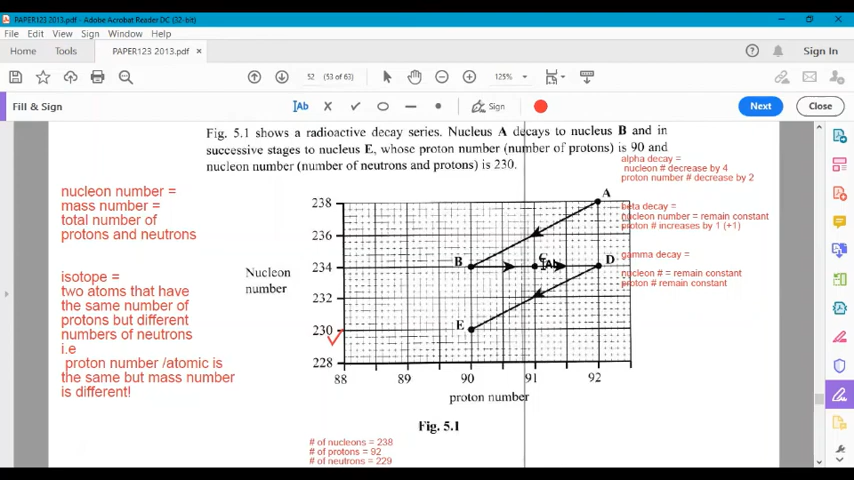 PAPER123 2013.pdf - Adobe Acrobat Reader DC (32-bit)
File Edit View Sign Window Help
Home Tools PAPER123 2013.pdf × Sign In
52 (53 of 63) 125%
Fill & Sign Ab Sign Next Close
Fig. 5.1 shows a radioactive decay series. Nucleus A decays to nucleus B and in
successive stages to nucleus E, whose proton number (number of protons) is 90 and
nucleon number (number of neutrons and protons) is 230.
alpha decay =
nucleon # decrease by 4
proton number # decrease by 2
beta decay =
nucleon number = remain constant
proton # increases by 1 (+1)
gamma decay =
nucleon # = remain constant
proton # remain constant
nucleon number =
mass number =
total number of
protons and neutrons
isotope =
two atoms that have
the same number of
protons but different
numbers of neutrons
i.e
proton number /atomic is
the same but mass number
is different!
Nucleon
number
238
236
234
232
230
228
A
B
C
D
E
88 89 90 91 92
proton number
Fig. 5.1
# of nucleons = 238
# of protons = 92
# of neutrons = 229